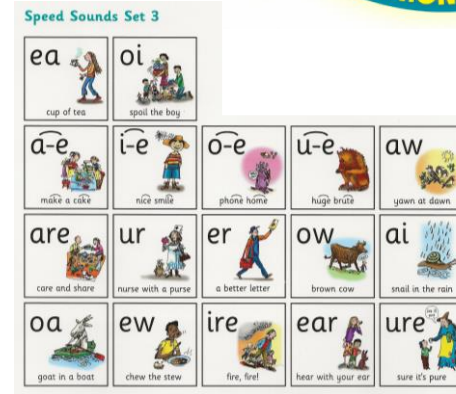 Speed Sounds Set 3
ea
cup of tea
oi
spoil the boy
a-e
make a cake
i-e
nice smile
o-e
phone home
u-e
huge brute
aw
yawn at dawn
are
care and share
ur
nurse with a purse
er
a better letter
ow
brown cow
ai
snail in the rain
oa
goat in a boat
ew
chew the stew
ire
fire, fire!
ear
hear with your ear
ure
sure it's pure